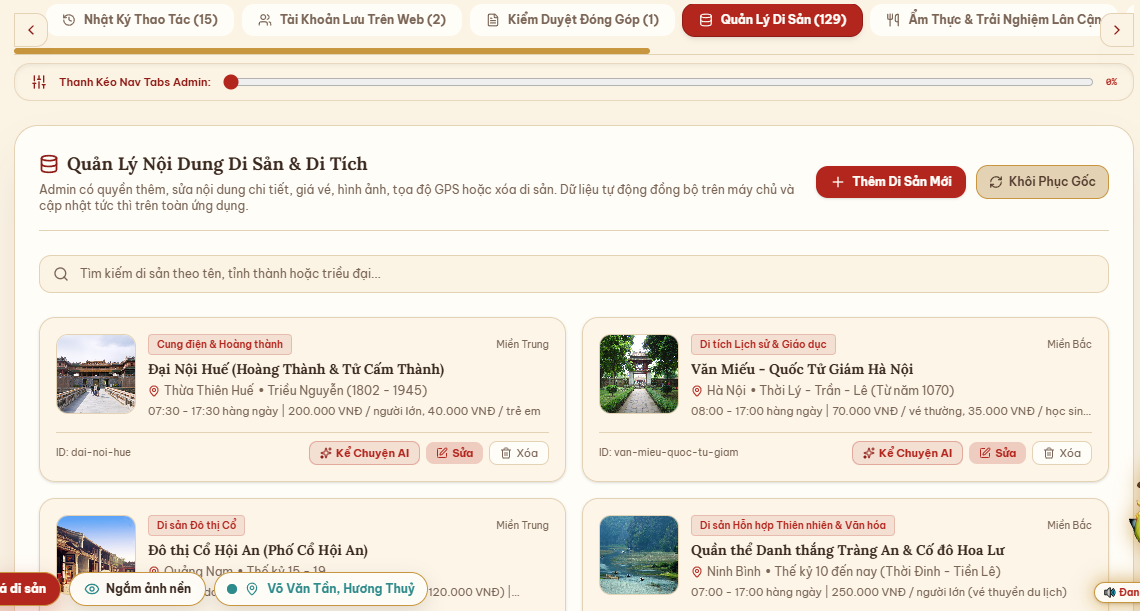 Nhật Ký Thao Tác (15)
Tài Khoản Lưu Trên Web (2)
Kiểm Duyệt Đóng Góp (1)
Quản Lý Di Sản (129)
Ẩm Thực & Trải Nghiệm Lân Cận
Thanh Kéo Nav Tabs Admin:
0%
Quản Lý Nội Dung Di Sản & Di Tích
Admin có quyền thêm, sửa nội dung chi tiết, giá vé, hình ảnh, tọa độ GPS hoặc xóa di sản. Dữ liệu tự động đồng bộ trên máy chủ và
cập nhật tức thì trên toàn ứng dụng.
Thêm Di Sản Mới
Khôi Phục Gốc
Tìm kiếm di sản theo tên, tỉnh thành hoặc triều đại...
Cung điện & Hoàng thành
Miền Trung
Đại Nội Huế (Hoàng Thành & Tử Cấm Thành)
Thừa Thiên Huế • Triều Nguyễn (1802 - 1945)
07:30 - 17:30 hàng ngày | 200.000 VNĐ / người lớn, 40.000 VNĐ / trẻ em
ID: dai-noi-hue
Kể Chuyện AI
Sửa
Xóa
Di tích Lịch sử & Giáo dục
Miền Bắc
Văn Miếu - Quốc Tử Giám Hà Nội
Hà Nội • Thời Lý - Trần - Lê (Từ năm 1070)
08:00 - 17:00 hàng ngày | 70.000 VNĐ / vé thường, 35.000 VNĐ / học sin...
ID: van-mieu-quoc-tu-giam
Kể Chuyện AI
Sửa
Xóa
Di sản Đô thị Cổ
Miền Trung
Đô thị Cổ Hội An (Phố Cổ Hội An)
Quảng Nam • Thế kỷ 15 - 19
120.000 VNĐ) |...
Di sản Hỗn hợp Thiên nhiên & Văn hóa
Miền Bắc
Quần thể Danh thắng Tràng An & Cố đô Hoa Lư
Ninh Bình • Thế kỷ 10 đến nay (Thời Đinh - Tiền Lê)
07:00 - 17:00 hàng ngày | 250.000 VNĐ / người lớn (vé thuyền du lịch)
di sản
Ngắm ảnh nền
Võ Văn Tần, Hương Thuỷ